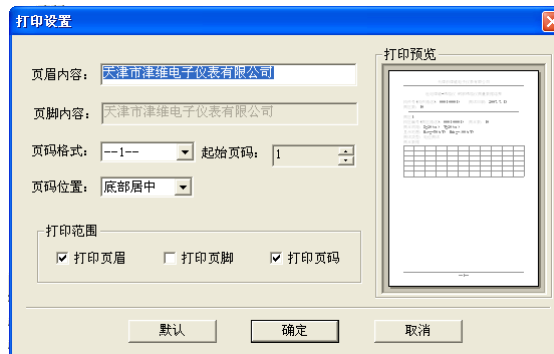 打印设置
页眉内容： 天津市津维电子仪表有限公司
页脚内容： 天津市津维电子仪表有限公司
页码格式： --1-- 起始页码： 1
页码位置： 底部居中
打印范围
打印页眉 打印页脚 打印页码
打印预览
默认 确定 取消